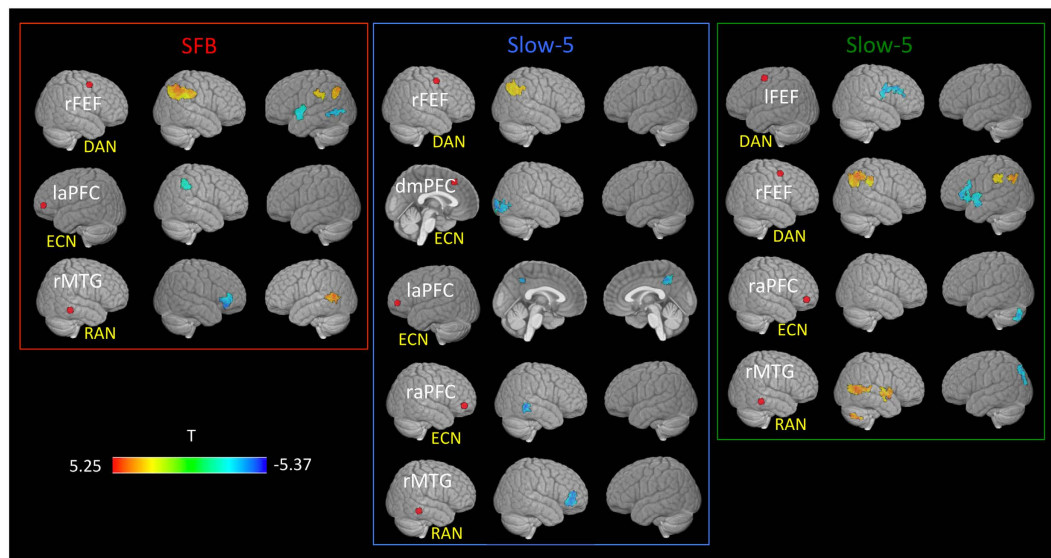 SFB
rFEF
DAN
laPFC
ECN
rMTG
RAN
T
5.25
-5.37
Slow-5
rFEF
DAN
dmPFC
ECN
laPFC
ECN
raPFC
ECN
rMTG
RAN
Slow-5
lFEF
DAN
rFEF
DAN
raPFC
ECN
rMTG
RAN